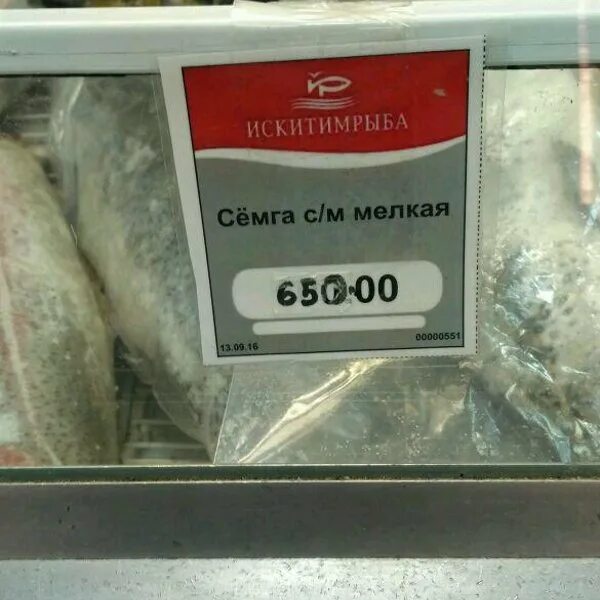 ИСКИТИМРЫБА
Сёмга с/м мелкая
650.00
13.09.16 00000551